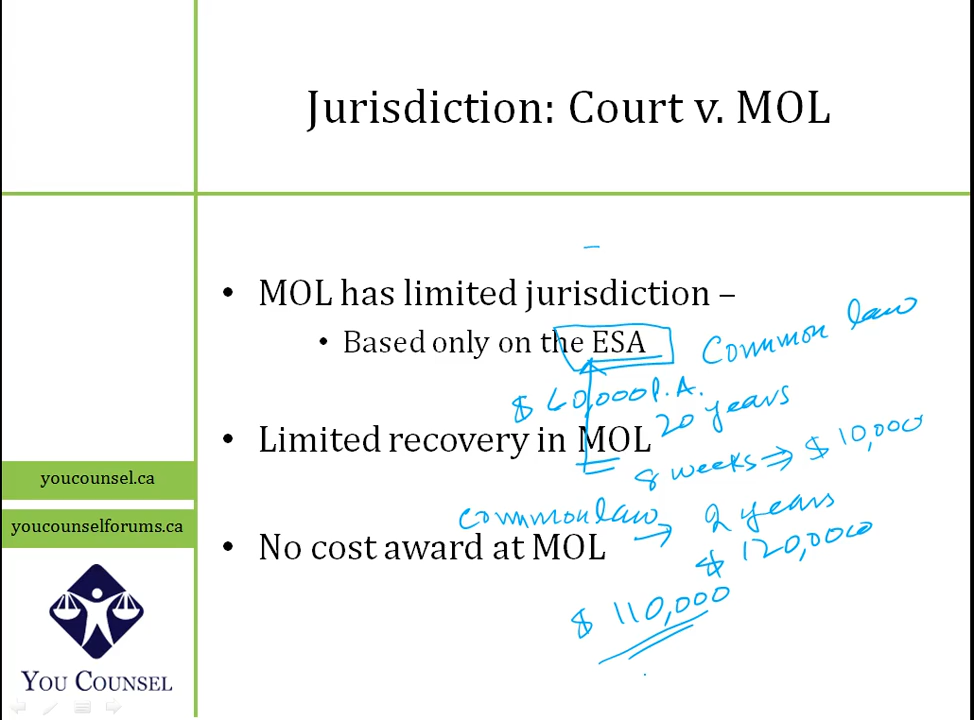 Jurisdiction: Court v. MOL
• MOL has limited jurisdiction –
Common law
• Based only on the ESA
$ 60,000 P.A.
20 years
• Limited recovery in MOL
8 weeks ⇒ $ 10,000
youcounsel.ca
common law → 2 years
youcounselforums.ca
• No cost award at MOL
$ 120,000
$ 110,000
YOU COUNSEL